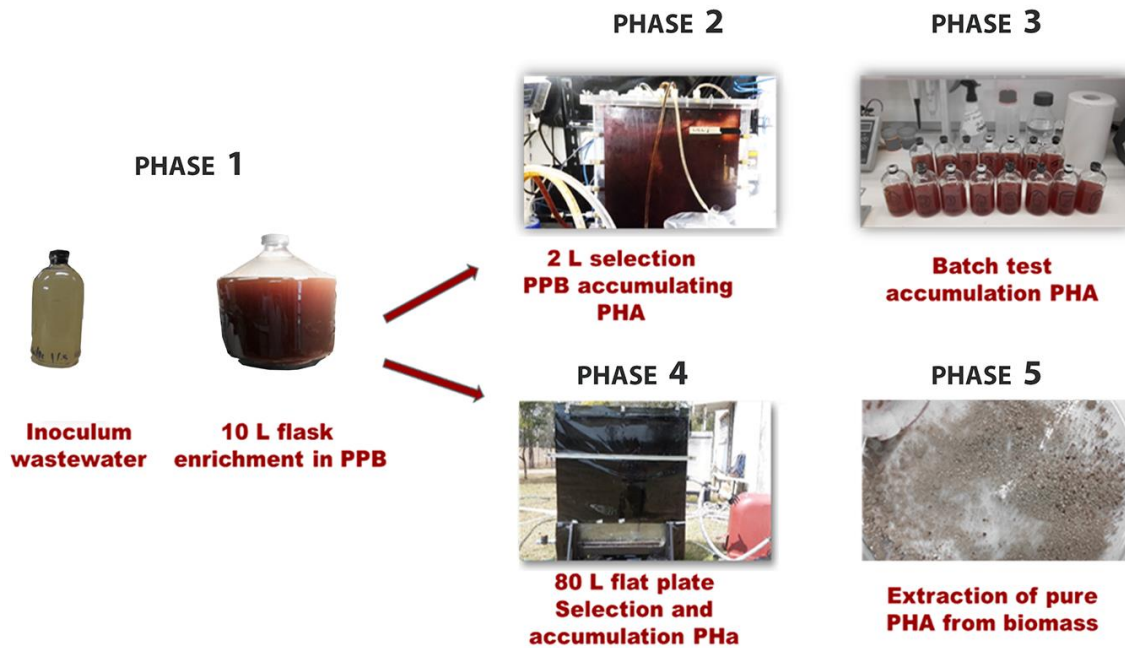 PHASE 1
Inoculum
wastewater
10 L flask
enrichment in PPB
PHASE 2
2 L selection
PPB accumulating
PHA
PHASE 3
Batch test
accumulation PHA
PHASE 4
80 L flat plate
Selection and
accumulation PHa
PHASE 5
Extraction of pure
PHA from biomass